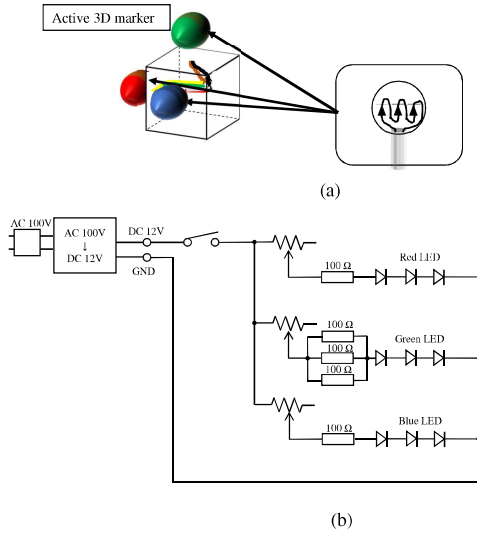 Active 3D marker
(a)
AC 100V
AC 100V
↓
DC 12V
DC 12V
GND
100 Ω
Red LED
100 Ω
100 Ω
100 Ω
Green LED
100 Ω
Blue LED
(b)